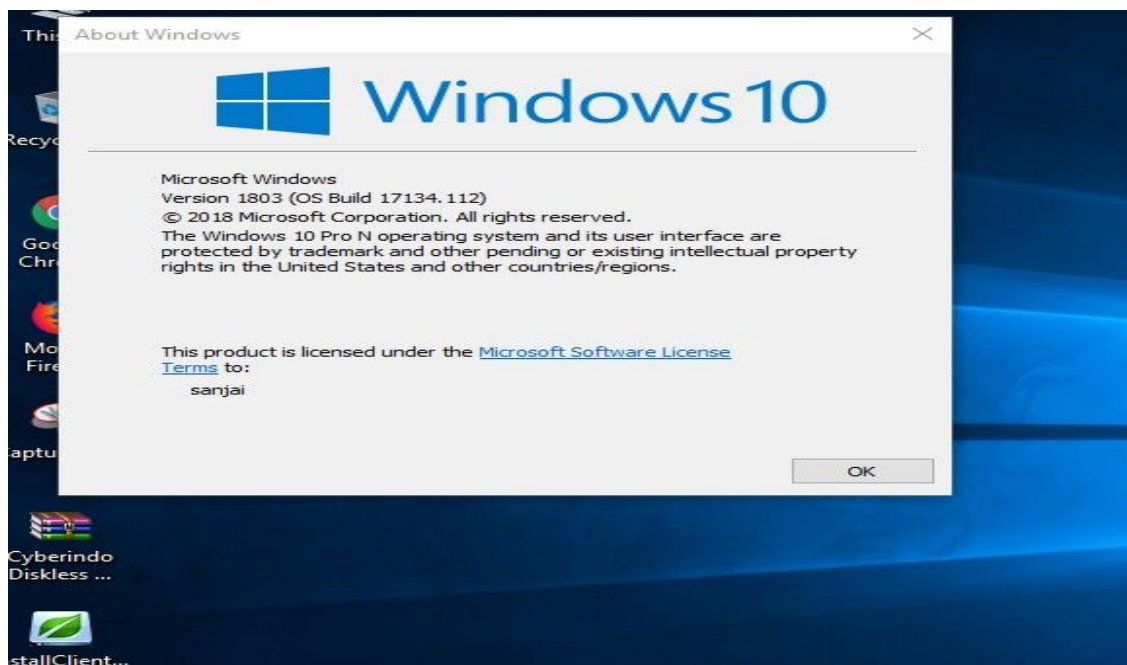 About Windows
Windows 10
Microsoft Windows
Version 1803 (OS Build 17134.112)
© 2018 Microsoft Corporation. All rights reserved.
The Windows 10 Pro N operating system and its user interface are
protected by trademark and other pending or existing intellectual property
rights in the United States and other countries/regions.
This product is licensed under the Microsoft Software License
Terms to:
sanjai
OK
Cyberindo
Diskless ...